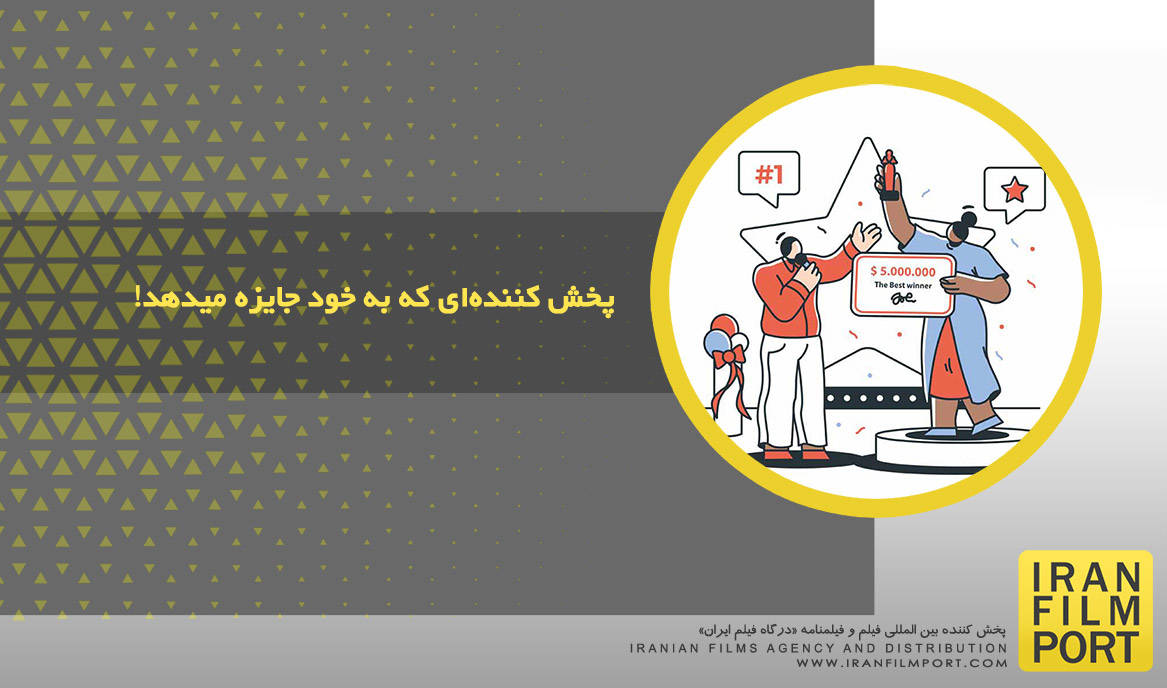 #1
$ 5.000.000
The Best winner
پخش کننده‌ای که به خود جایزه میدهد!
IRAN
FILM
PORT
پخش کننده بین المللی فیلم و فیلمنامه «درگاه فیلم ایران»
IRANIAN FILMS AGENCY AND DISTRIBUTION
WWW.IRANFILMPORT.COM